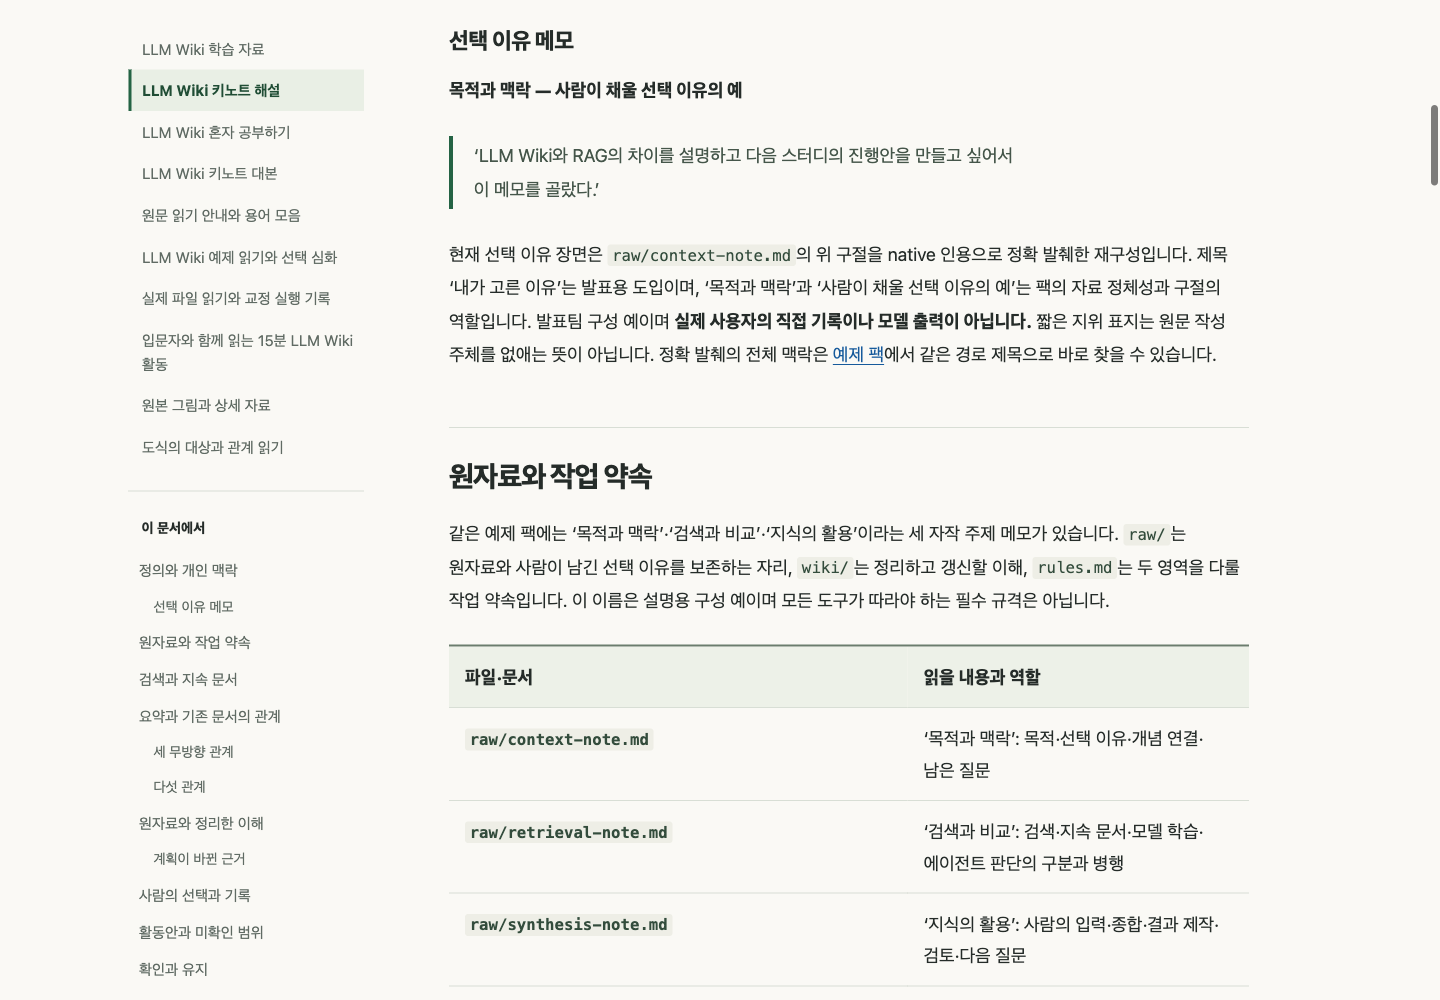 LLM Wiki 학습 자료
LLM Wiki 키노트 해설
LLM Wiki 혼자 공부하기
LLM Wiki 키노트 대본
원문 읽기 안내와 용어 모음
LLM Wiki 예제 읽기와 선택 심화
실제 파일 읽기와 교정 실행 기록
입문자와 함께 읽는 15분 LLM Wiki
활동
원본 그림과 상세 자료
도식의 대상과 관계 읽기
이 문서에서
정의와 개인 맥락
선택 이유 메모
원자료와 작업 약속
검색과 지속 문서
요약과 기존 문서의 관계
세 무방향 관계
다섯 관계
원자료와 정리한 이해
계획이 바뀐 근거
사람의 선택과 기록
활동안과 미확인 범위
확인과 유지
선택 이유 메모
목적과 맥락 — 사람이 채울 선택 이유의 예
‘LLM Wiki와 RAG의 차이를 설명하고 다음 스터디의 진행안을 만들고 싶어서
이 메모를 골랐다.’
현재 선택 이유 장면은 raw/context-note.md의 위 구절을 native 인용으로 정확 발췌한 재구성입니다. 제목
‘내가 고른 이유’는 발표용 도입이며, ‘목적과 맥락’과 ‘사람이 채울 선택 이유의 예’는 팩의 자료 정체성과 구절의
역할입니다. 발표팀 구성 예이며 실제 사용자의 직접 기록이나 모델 출력이 아닙니다. 짧은 지위 표지는 원문 작성
주체를 없애는 뜻이 아닙니다. 정확 발췌의 전체 맥락은 예제 팩에서 같은 경로 제목으로 바로 찾을 수 있습니다.
원자료와 작업 약속
같은 예제 팩에는 ‘목적과 맥락’·‘검색과 비교’·‘지식의 활용’이라는 세 자작 주제 메모가 있습니다. raw/는
원자료와 사람이 남긴 선택 이유를 보존하는 자리, wiki/는 정리하고 갱신할 이해, rules.md는 두 영역을 다룰
작업 약속입니다. 이 이름은 설명용 구성 예이며 모든 도구가 따라야 하는 필수 규격은 아닙니다.
파일·문서
읽을 내용과 역할
raw/context-note.md
‘목적과 맥락’: 목적·선택 이유·개념 연결·
남은 질문
raw/retrieval-note.md
‘검색과 비교’: 검색·지속 문서·모델 학습·
에이전트 판단의 구분과 병행
raw/synthesis-note.md
‘지식의 활용’: 사람의 입력·종합·결과 제작·
검토·다음 질문